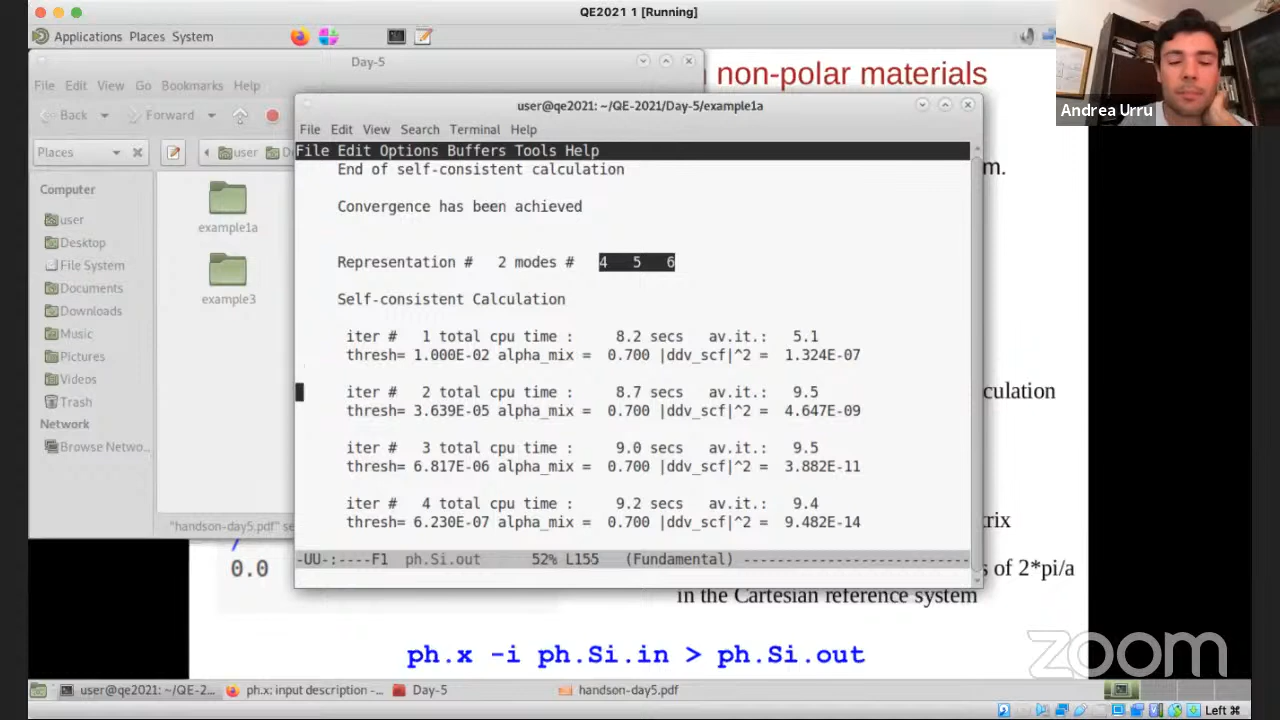 QE2021 1 [Running]
Applications Places System
Day-5
File Edit View Go Bookmarks Help
Back Forward
Places user
Computer
user
Desktop
File System
Documents
Downloads
Music
Pictures
Videos
Trash
Network
Browse Netwo..
example1a
example3
"handson-day5.pdf" se
non-polar materials
m.
culation
rix
s of 2*pi/a
in the Cartesian reference system
/
0.0
ph.x -i ph.Si.in > ph.Si.out
user@qe2021: ~/QE-2021/Day-5/example1a
File Edit View Search Terminal Help
File Edit Options Buffers Tools Help
End of self-consistent calculation
Convergence has been achieved
Representation # 2 modes # 4 5 6
Self-consistent Calculation
iter # 1 total cpu time : 8.2 secs av.it.: 5.1
thresh= 1.000E-02 alpha_mix = 0.700 |ddv_scf|^2 = 1.324E-07
iter # 2 total cpu time : 8.7 secs av.it.: 9.5
thresh= 3.639E-05 alpha_mix = 0.700 |ddv_scf|^2 = 4.647E-09
iter # 3 total cpu time : 9.0 secs av.it.: 9.5
thresh= 6.817E-06 alpha_mix = 0.700 |ddv_scf|^2 = 3.882E-11
iter # 4 total cpu time : 9.2 secs av.it.: 9.4
thresh= 6.230E-07 alpha_mix = 0.700 |ddv_scf|^2 = 9.482E-14
-UU-:----F1 ph.Si.out 52% L155 (Fundamental) --------------------------
Andrea Urru
zoom
user@qe2021: ~/QE-2...
ph.x: input description -...
Day-5
handson-day5.pdf
Left ⌘